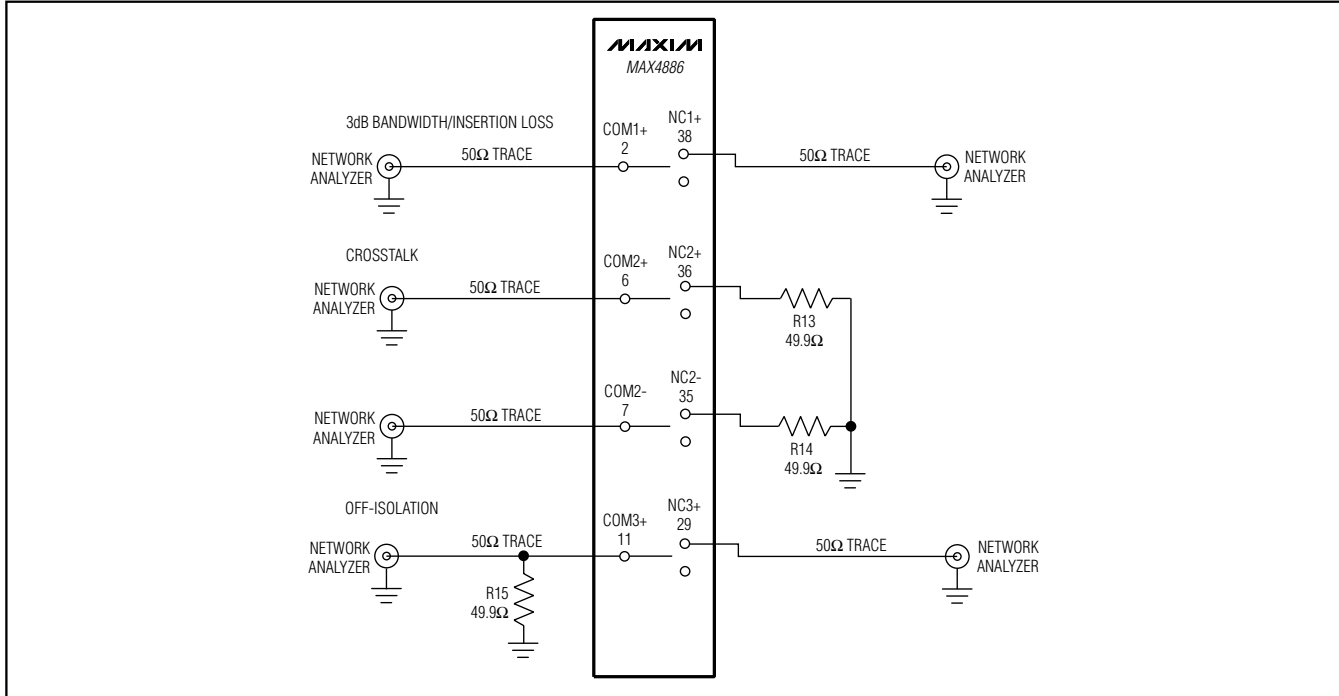 MAXIM
MAX4886
3dB BANDWIDTH/INSERTION LOSS
NETWORK
ANALYZER
50Ω TRACE
COM1+
2
NC1+
38
50Ω TRACE
NETWORK
ANALYZER
CROSSTALK
NETWORK
ANALYZER
50Ω TRACE
COM2+
6
NC2+
36
R13
49.9Ω
NETWORK
ANALYZER
50Ω TRACE
COM2-
7
NC2-
35
R14
49.9Ω
OFF-ISOLATION
NETWORK
ANALYZER
50Ω TRACE
R15
49.9Ω
COM3+
11
NC3+
29
50Ω TRACE
NETWORK
ANALYZER